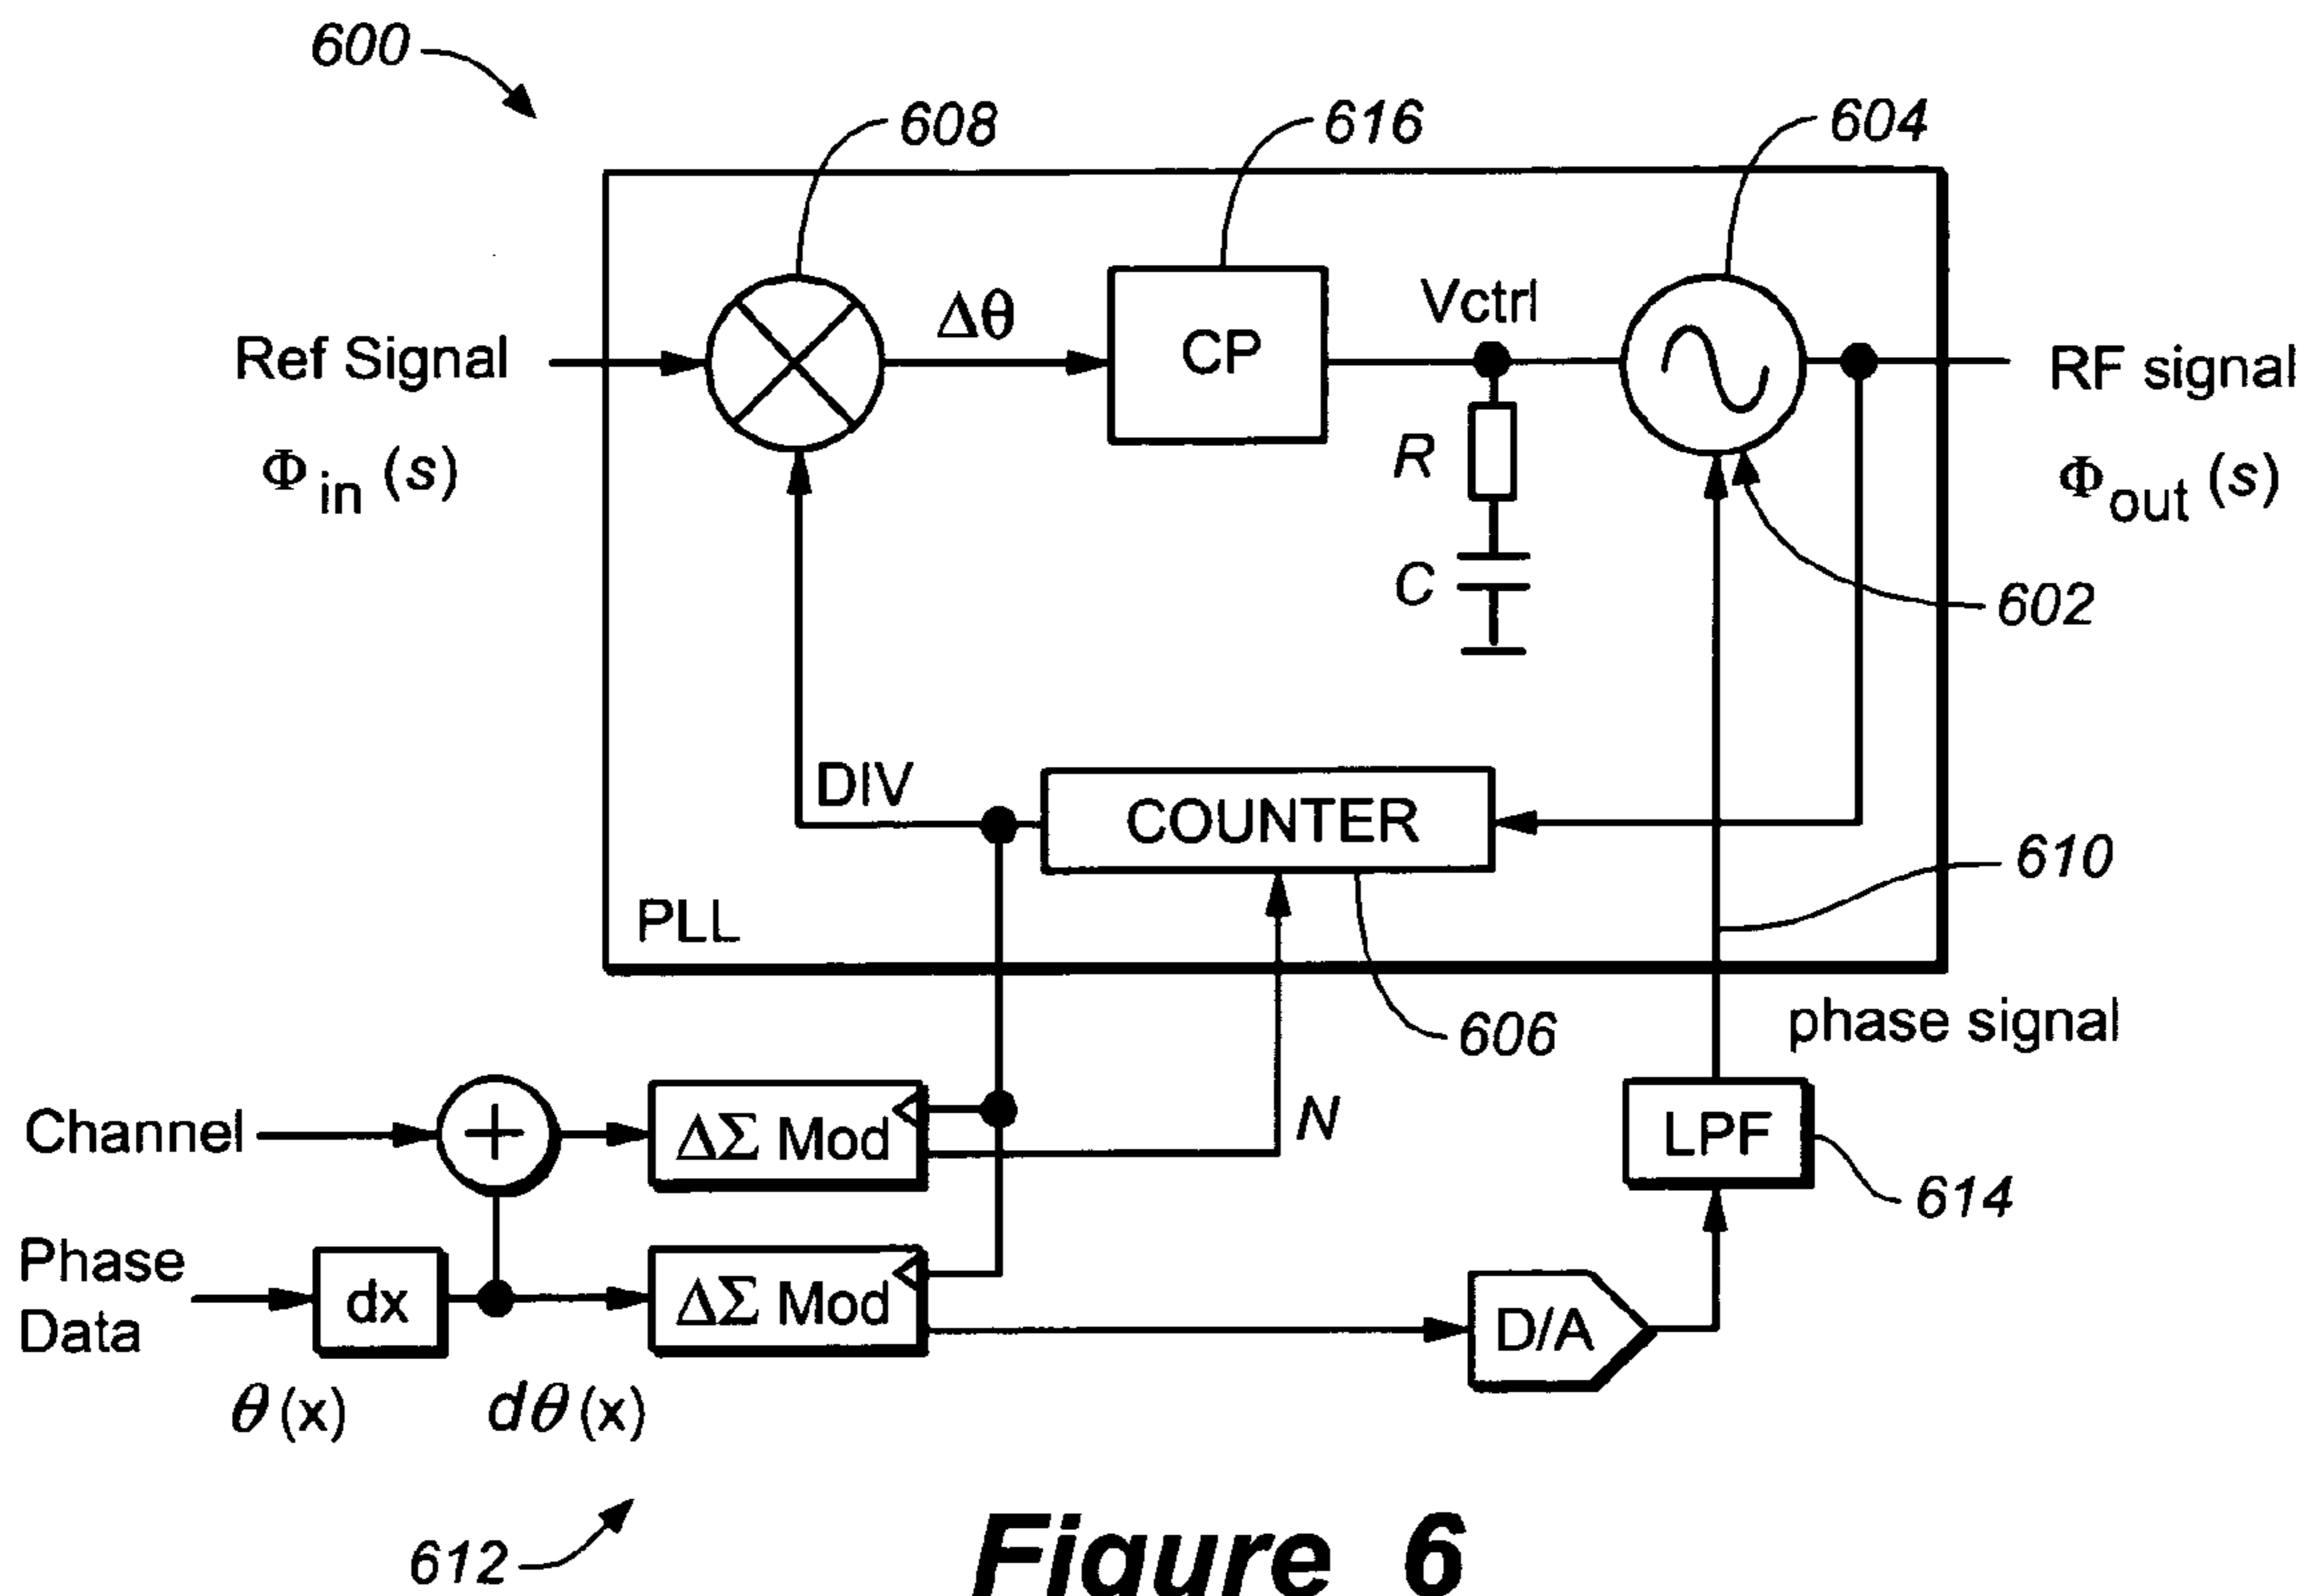 600
608
616
604
Ref Signal
Φin (s)
Δθ
CP
Vctrl
R
C
RF signal
Φout (s)
602
DIV
COUNTER
610
PLL
606
phase signal
Channel
+
ΔΣ Mod
N
LPF
614
Phase
Data
dx
ΔΣ Mod
D/A
θ(x)
dθ(x)
612
Figure 6